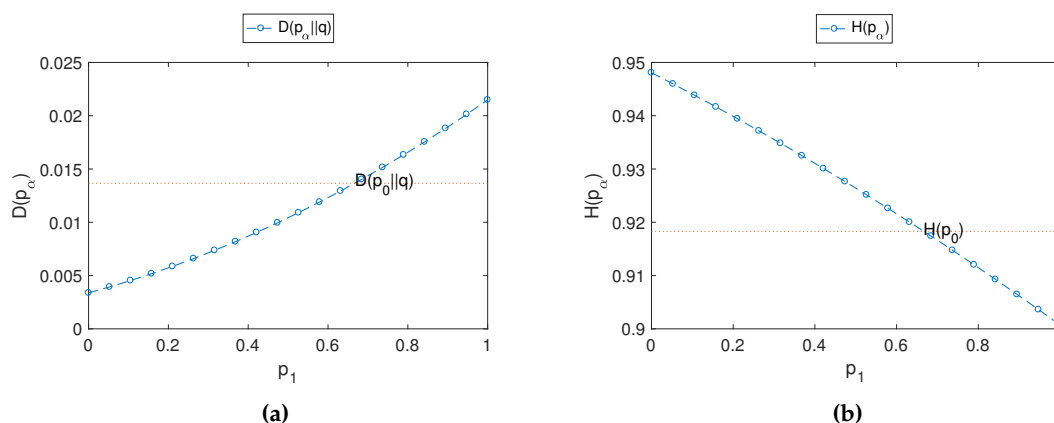 D(p_α||q)
0.025
0.02
0.015
0.01
0.005
0
D(p_α)
D(p_0||q)
0 0.2 0.4 0.6 0.8 1
p_1
(a)
H(p_α)
0.95
0.94
0.93
0.92
0.91
0.9
H(p_α)
H(p_0)
0 0.2 0.4 0.6 0.8
p_1
(b)